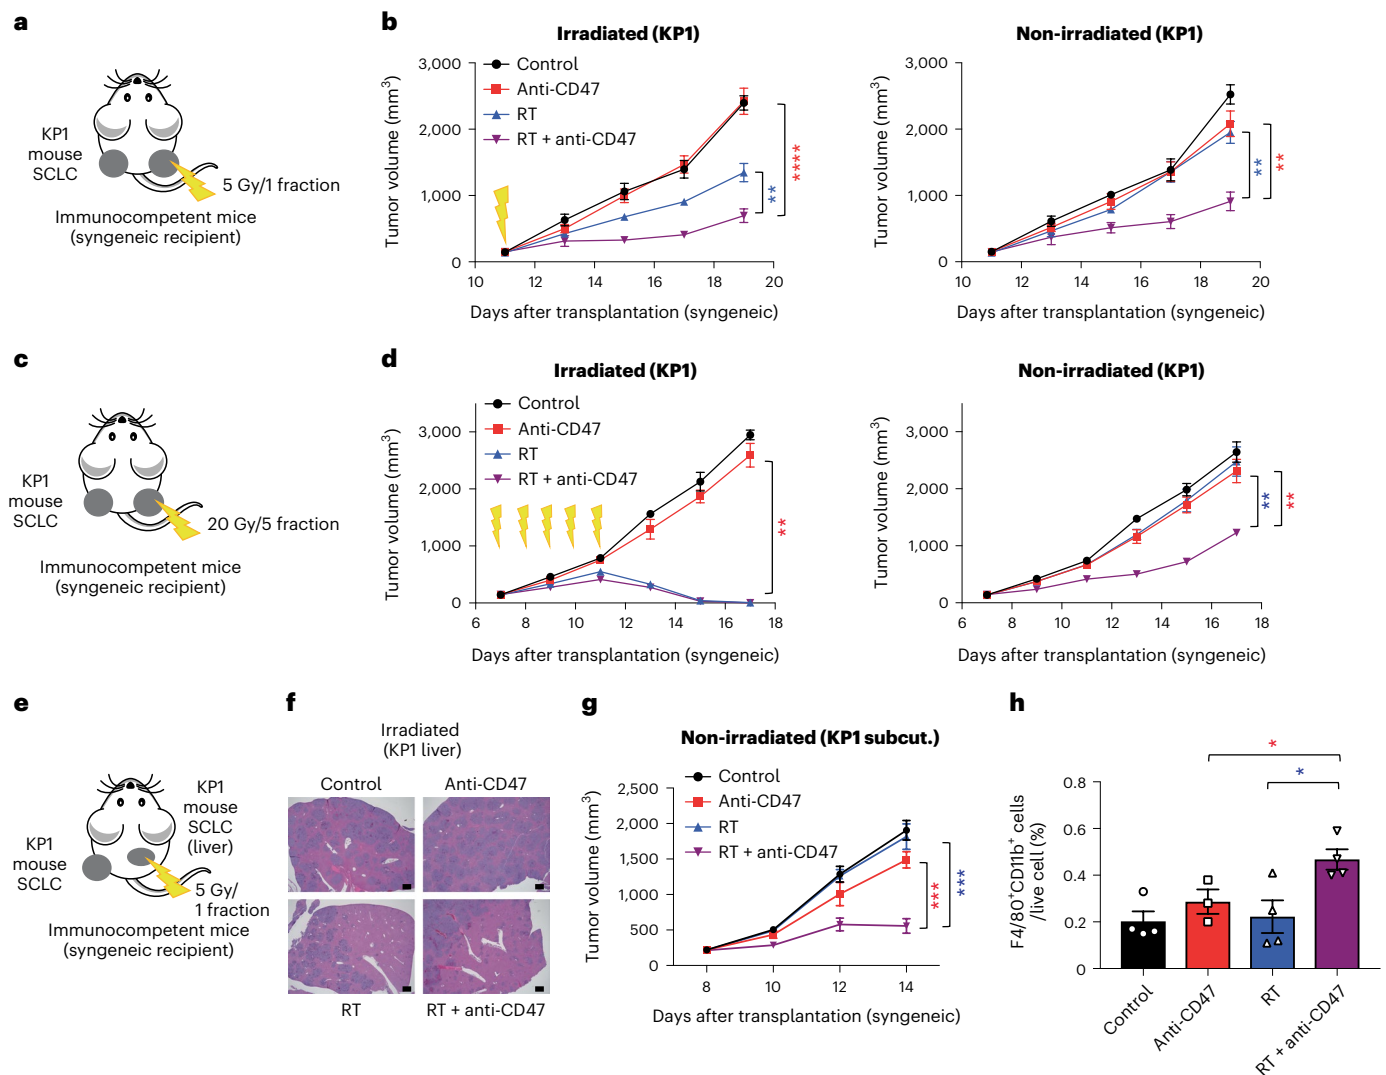 a
KP1
mouse
SCLC
5 Gy/1 fraction
Immunocompetent mice
(syngeneic recipient)
b
Irradiated (KP1)
Control
Anti-CD47
RT
RT + anti-CD47
Tumor volume (mm³)
3,000
2,000
1,000
0
10 12 14 16 18 20
Days after transplantation (syngeneic)
**
****
Non-irradiated (KP1)
Tumor volume (mm³)
3,000
2,000
1,000
0
10 12 14 16 18 20
Days after transplantation (syngeneic)
**
**
c
KP1
mouse
SCLC
20 Gy/5 fraction
Immunocompetent mice
(syngeneic recipient)
d
Irradiated (KP1)
Control
Anti-CD47
RT
RT + anti-CD47
Tumor volume (mm³)
3,000
2,000
1,000
0
6 8 10 12 14 16 18
Days after transplantation (syngeneic)
**
Non-irradiated (KP1)
Tumor volume (mm³)
3,000
2,000
1,000
0
6 8 10 12 14 16 18
Days after transplantation (syngeneic)
**
**
e
KP1
mouse
SCLC
KP1
mouse
SCLC
(liver)
5 Gy/
1 fraction
Immunocompetent mice
(syngeneic recipient)
f
Irradiated
(KP1 liver)
Control Anti-CD47
RT RT + anti-CD47
g
Non-irradiated (KP1 subcut.)
Control
Anti-CD47
RT
RT + anti-CD47
Tumor volume (mm³)
2,500
2,000
1,500
1,000
500
0
8 10 12 14
Days after transplantation (syngeneic)
***
***
h
*
*
F4/80⁺CD11b⁺ cells
/live cell (%)
0.8
0.6
0.4
0.2
0
Control
Anti-CD47
RT
RT + anti-CD47